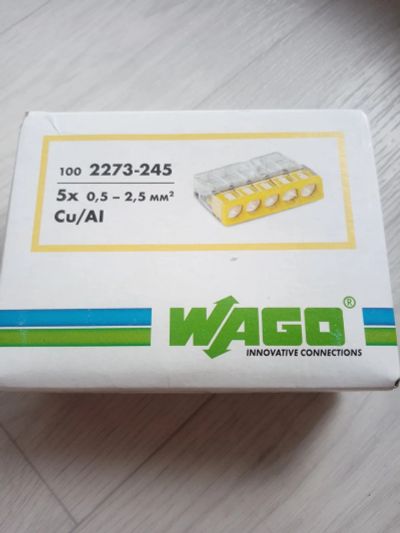 100 2273-245
5x 0,5 – 2,5 мм²
Cu/Al
WAGO®
INNOVATIVE CONNECTIONS